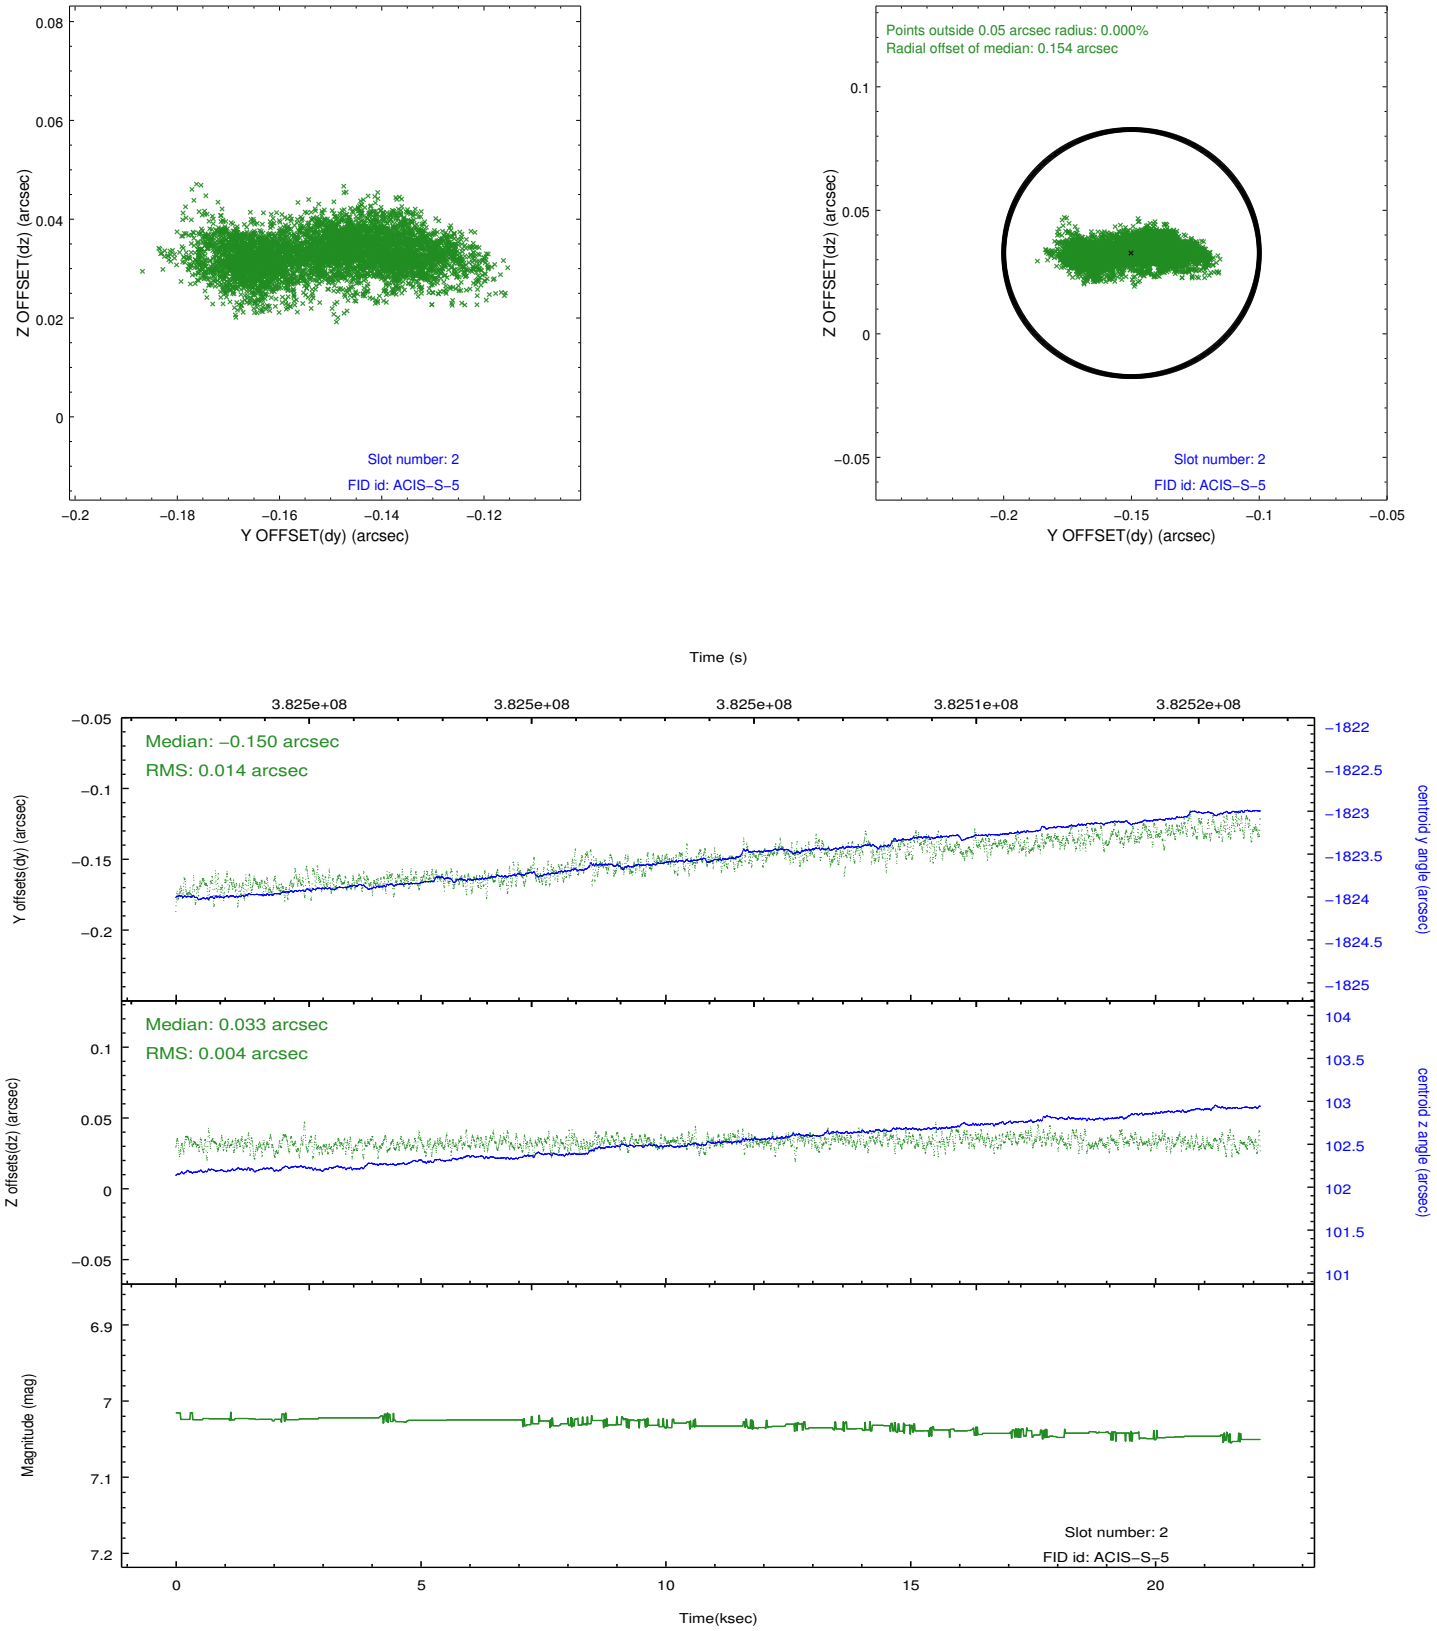 0.08
0.06
0.04
0.02
0
Z OFFSET(dz) (arcsec)
Slot number: 2
FID id: ACIS−S−5
−0.2
−0.18
−0.16
−0.14
−0.12
Y OFFSET(dy) (arcsec)
Points outside 0.05 arcsec radius: 0.000%
Radial offset of median: 0.154 arcsec
0.1
0.05
0
−0.05
Z OFFSET(dz) (arcsec)
Slot number: 2
FID id: ACIS−S−5
−0.2
−0.15
−0.1
−0.05
Y OFFSET(dy) (arcsec)
Time (s)
3.825e+08
3.825e+08
3.825e+08
3.8251e+08
3.8252e+08
−0.05
−0.1
−0.15
−0.2
Y offsets(dy) (arcsec)
Median: −0.150 arcsec
RMS: 0.014 arcsec
−1822
−1822.5
−1823
−1823.5
−1824
−1824.5
−1825
centroid y angle (arcsec)
0.1
0.05
0
−0.05
Z offsets(dz) (arcsec)
Median: 0.033 arcsec
RMS: 0.004 arcsec
104
103.5
103
102.5
102
101.5
101
centroid z angle (arcsec)
6.9
7
7.1
7.2
Magnitude (mag)
Slot number: 2
FID id: ACIS−S−5
0
5
10
15
20
Time(ksec)